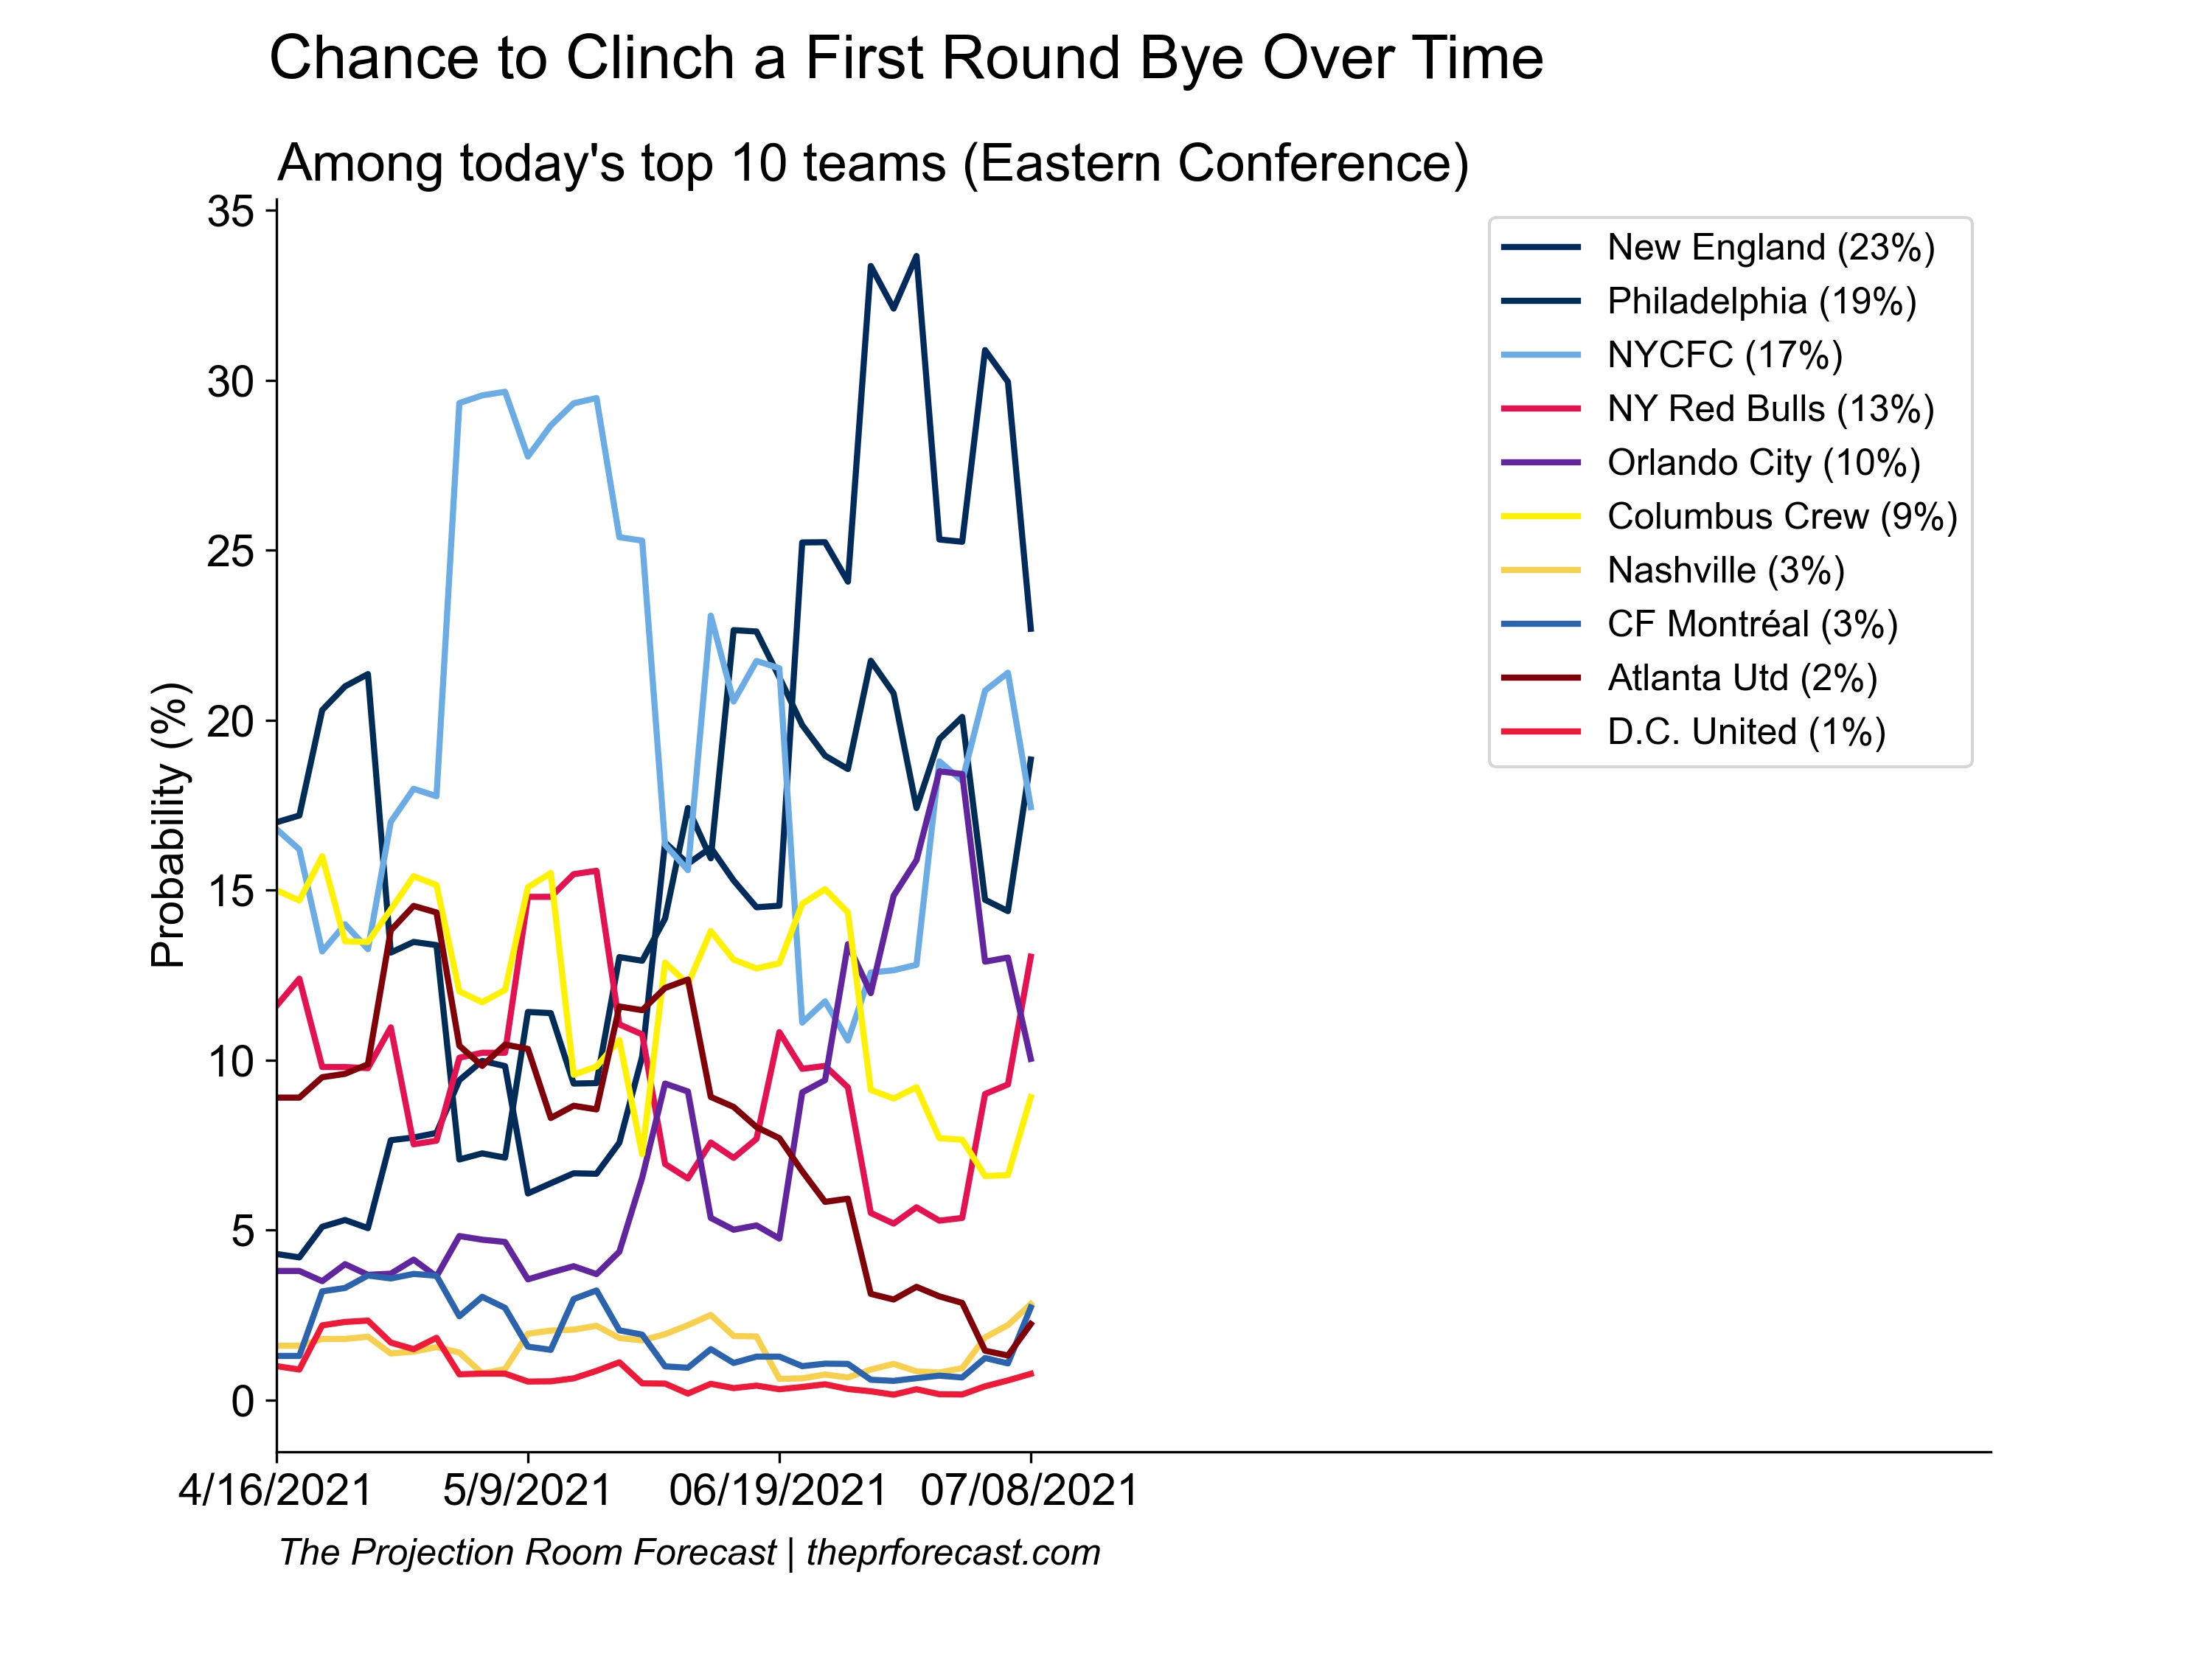 Chance to Clinch a First Round Bye Over Time
Among today's top 10 teams (Eastern Conference)
Probability (%)
35
30
25
20
15
10
5
0
4/16/2021
5/9/2021
06/19/2021
07/08/2021
New England (23%)
Philadelphia (19%)
NYCFC (17%)
NY Red Bulls (13%)
Orlando City (10%)
Columbus Crew (9%)
Nashville (3%)
CF Montréal (3%)
Atlanta Utd (2%)
D.C. United (1%)
The Projection Room Forecast | theprforecast.com